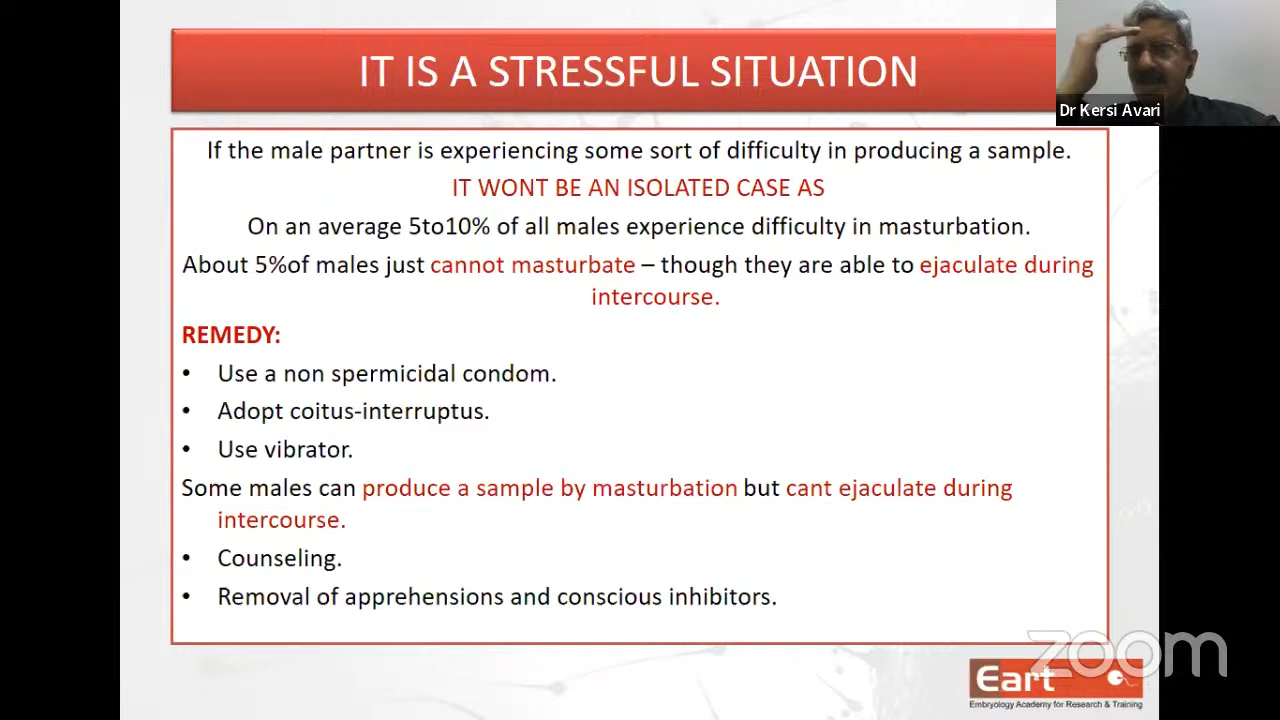 IT IS A STRESSFUL SITUATION
Dr Kersi Avari
If the male partner is experiencing some sort of difficulty in producing a sample.
IT WONT BE AN ISOLATED CASE AS
On an average 5to10% of all males experience difficulty in masturbation.
About 5%of males just cannot masturbate – though they are able to ejaculate during
intercourse.
REMEDY:
• Use a non spermicidal condom.
• Adopt coitus-interruptus.
• Use vibrator.
Some males can produce a sample by masturbation but cant ejaculate during
intercourse.
• Counseling.
• Removal of apprehensions and conscious inhibitors.
zoom
Eart
Embryology Academy for Research & Training